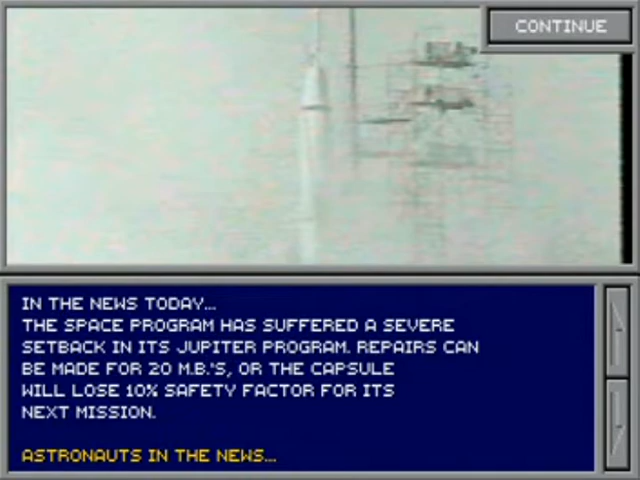 CONTINUE
IN THE NEWS TODAY...
THE SPACE PROGRAM HAS SUFFERED A SEVERE
SETBACK IN ITS JUPITER PROGRAM. REPAIRS CAN
BE MADE FOR 20 M.B.'S, OR THE CAPSULE
WILL LOSE 10% SAFETY FACTOR FOR ITS
NEXT MISSION.
ASTRONAUTS IN THE NEWS...